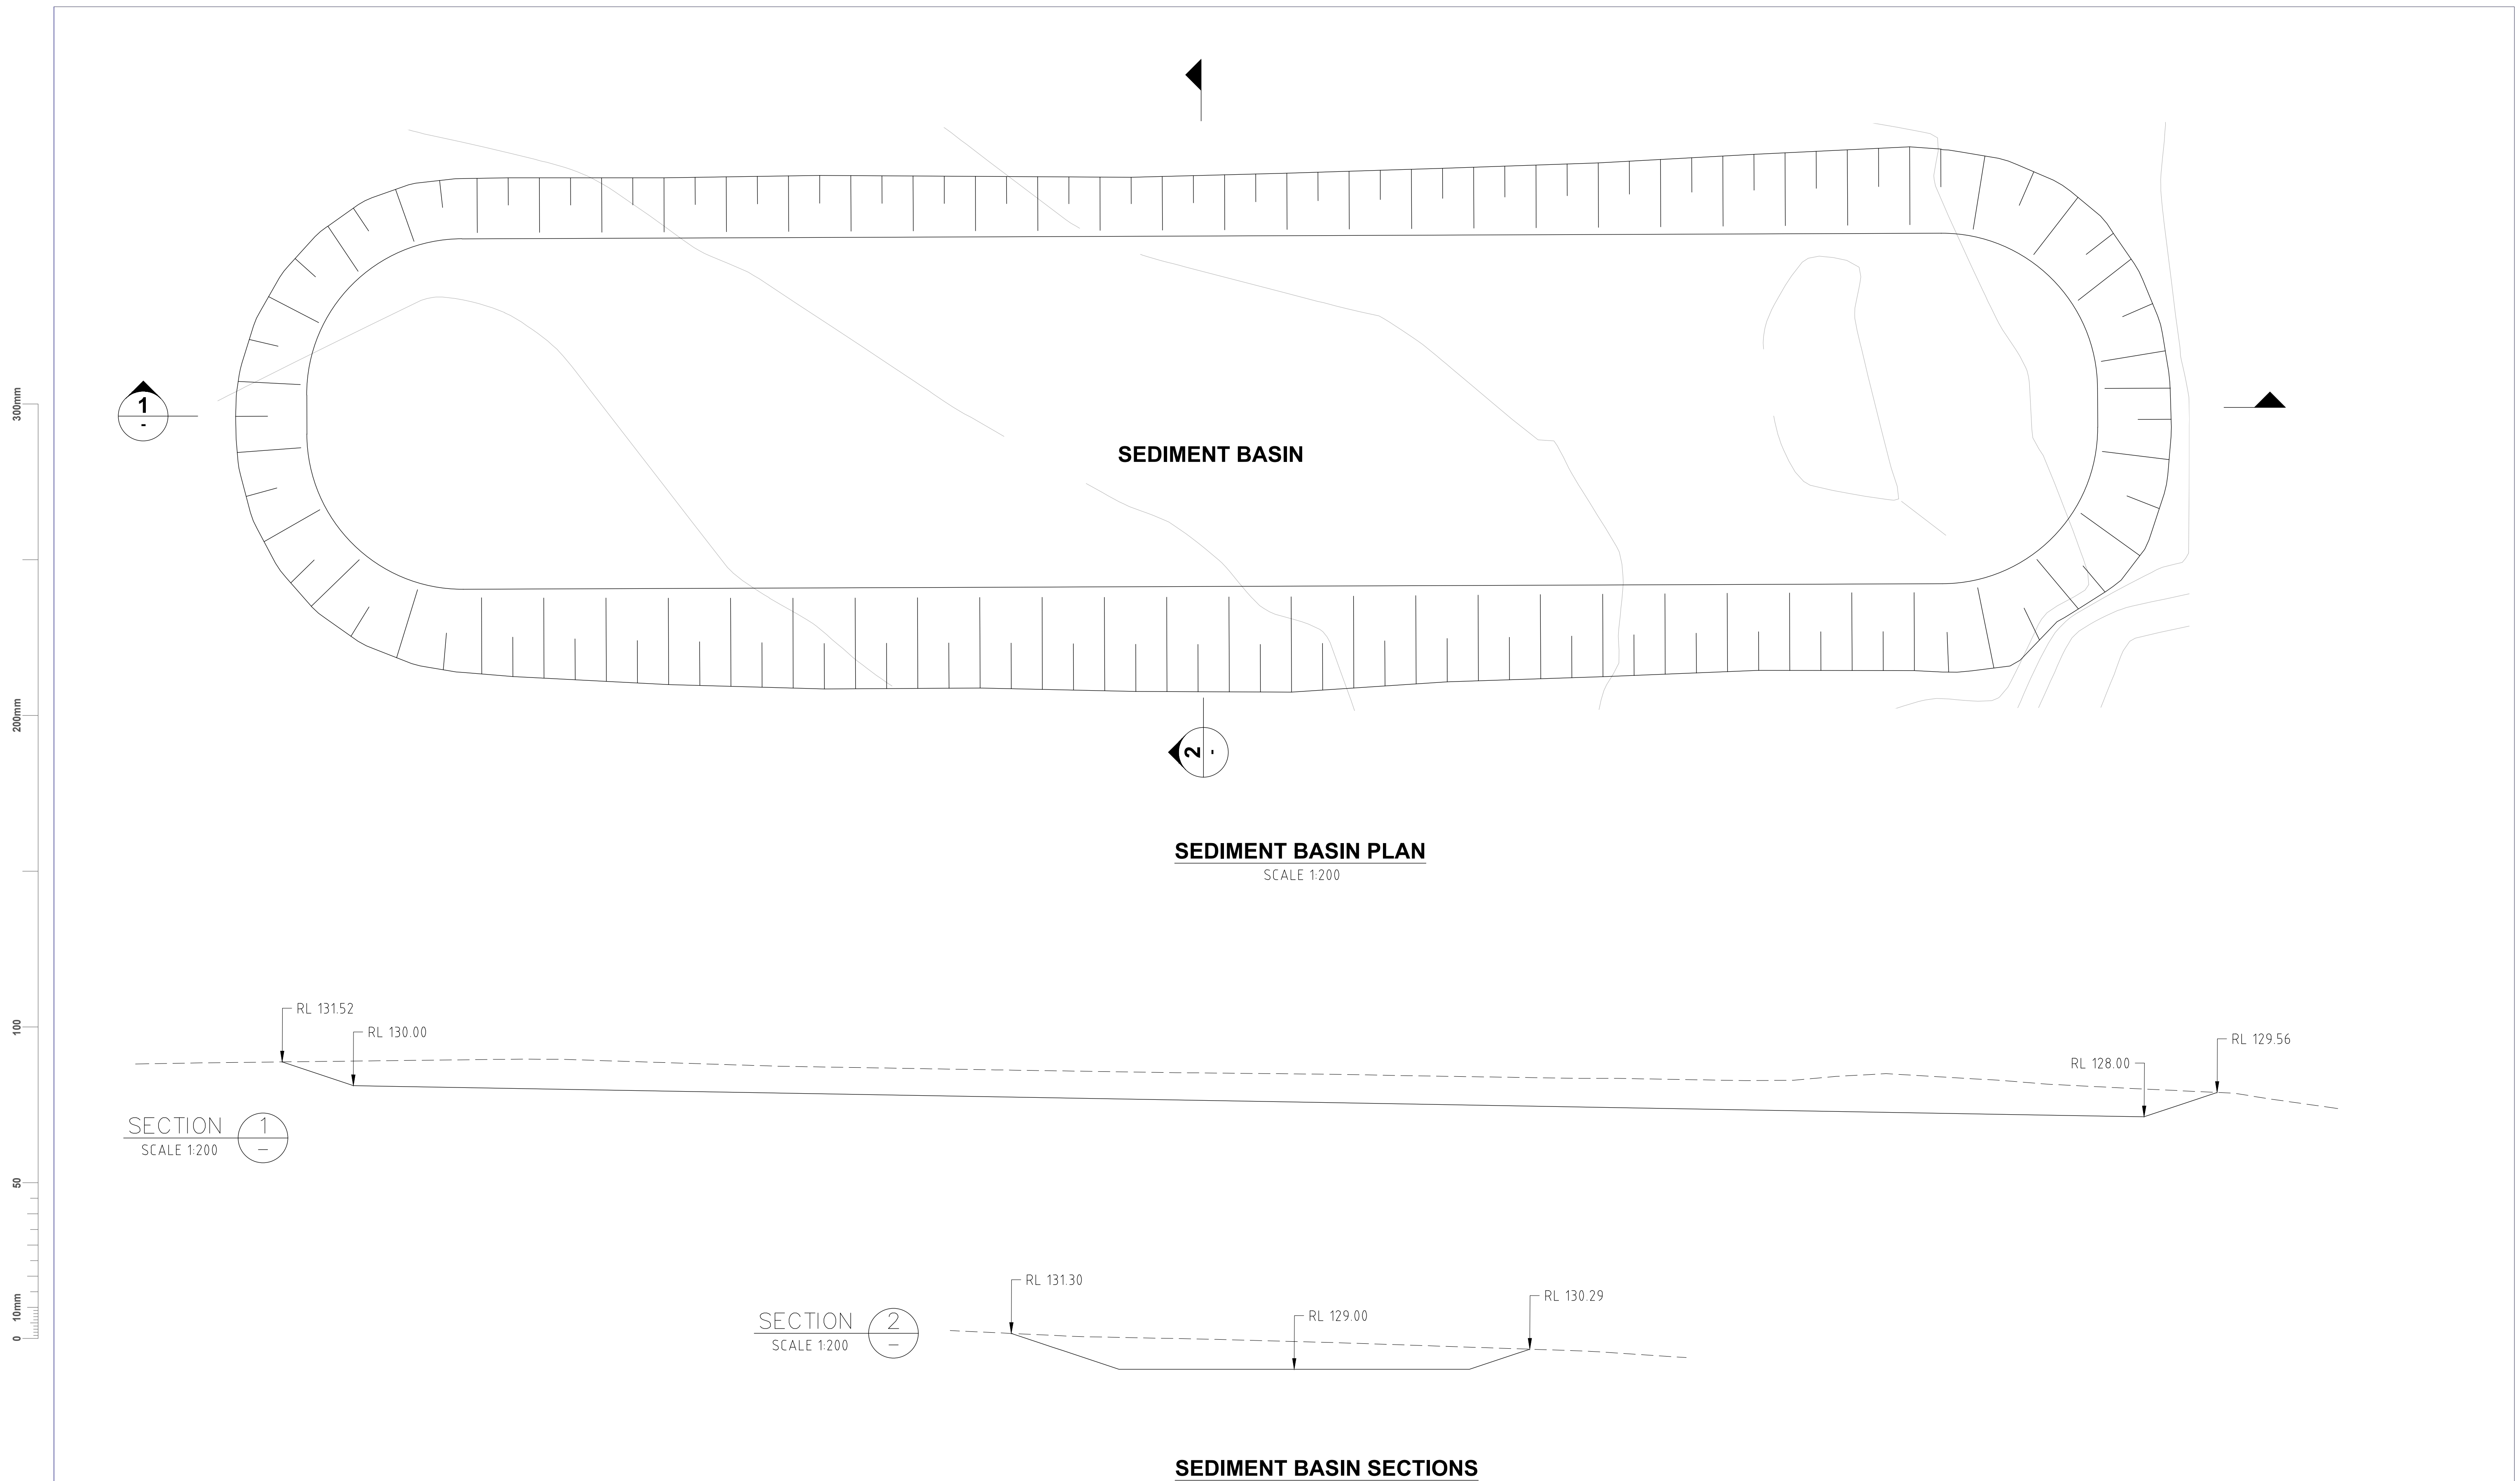 1
-
300mm
SEDIMENT BASIN
200mm
2
-
SEDIMENT BASIN PLAN
SCALE 1:200
100
RL 131.52
RL 130.00
RL 128.00
RL 129.56
SECTION 1
SCALE 1:200 -
50
RL 131.30
RL 129.00
RL 130.29
SECTION 2
SCALE 1:200 -
10mm
0
SEDIMENT BASIN SECTIONS